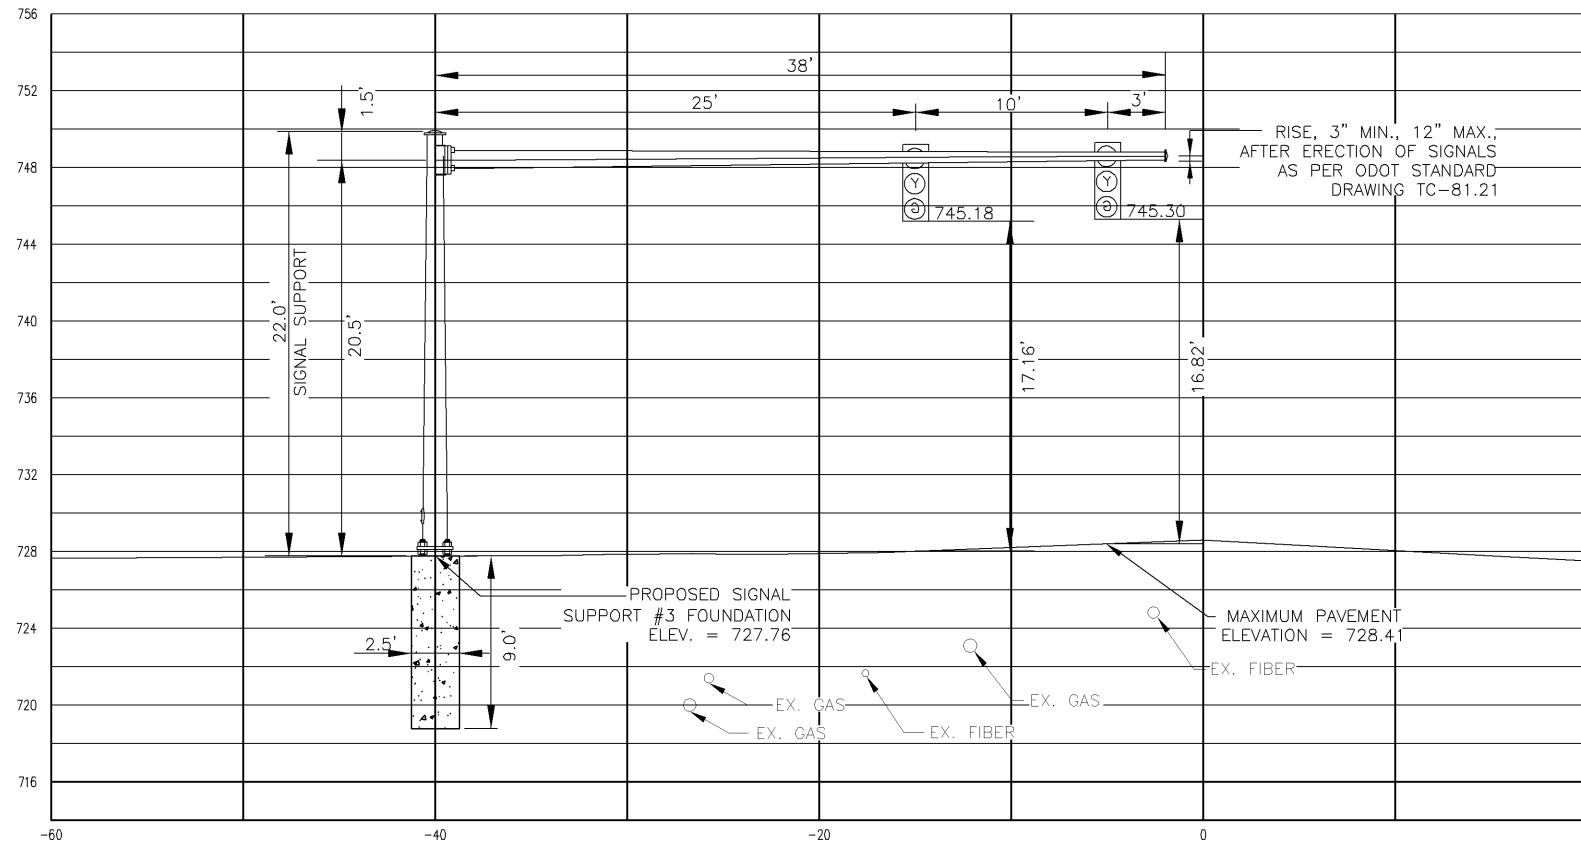 756
38'
752
1.5'
25'
10'
3'
RISE, 3" MIN., 12" MAX.,
AFTER ERECTION OF SIGNALS
AS PER ODOT STANDARD
DRAWING TC-81.21
748
Y
Y
G
745.18
G
745.30
744
22.0'
SIGNAL SUPPORT
20.5'
740
17.16'
16.82'
736
732
728
PROPOSED SIGNAL
SUPPORT #3 FOUNDATION
ELEV. = 727.76
MAXIMUM PAVEMENT
ELEVATION = 728.41
724
2.5'
9.0'
EX. FIBER
720
EX. GAS
EX. GAS
EX. GAS
EX. FIBER
716
-60
-40
-20
0